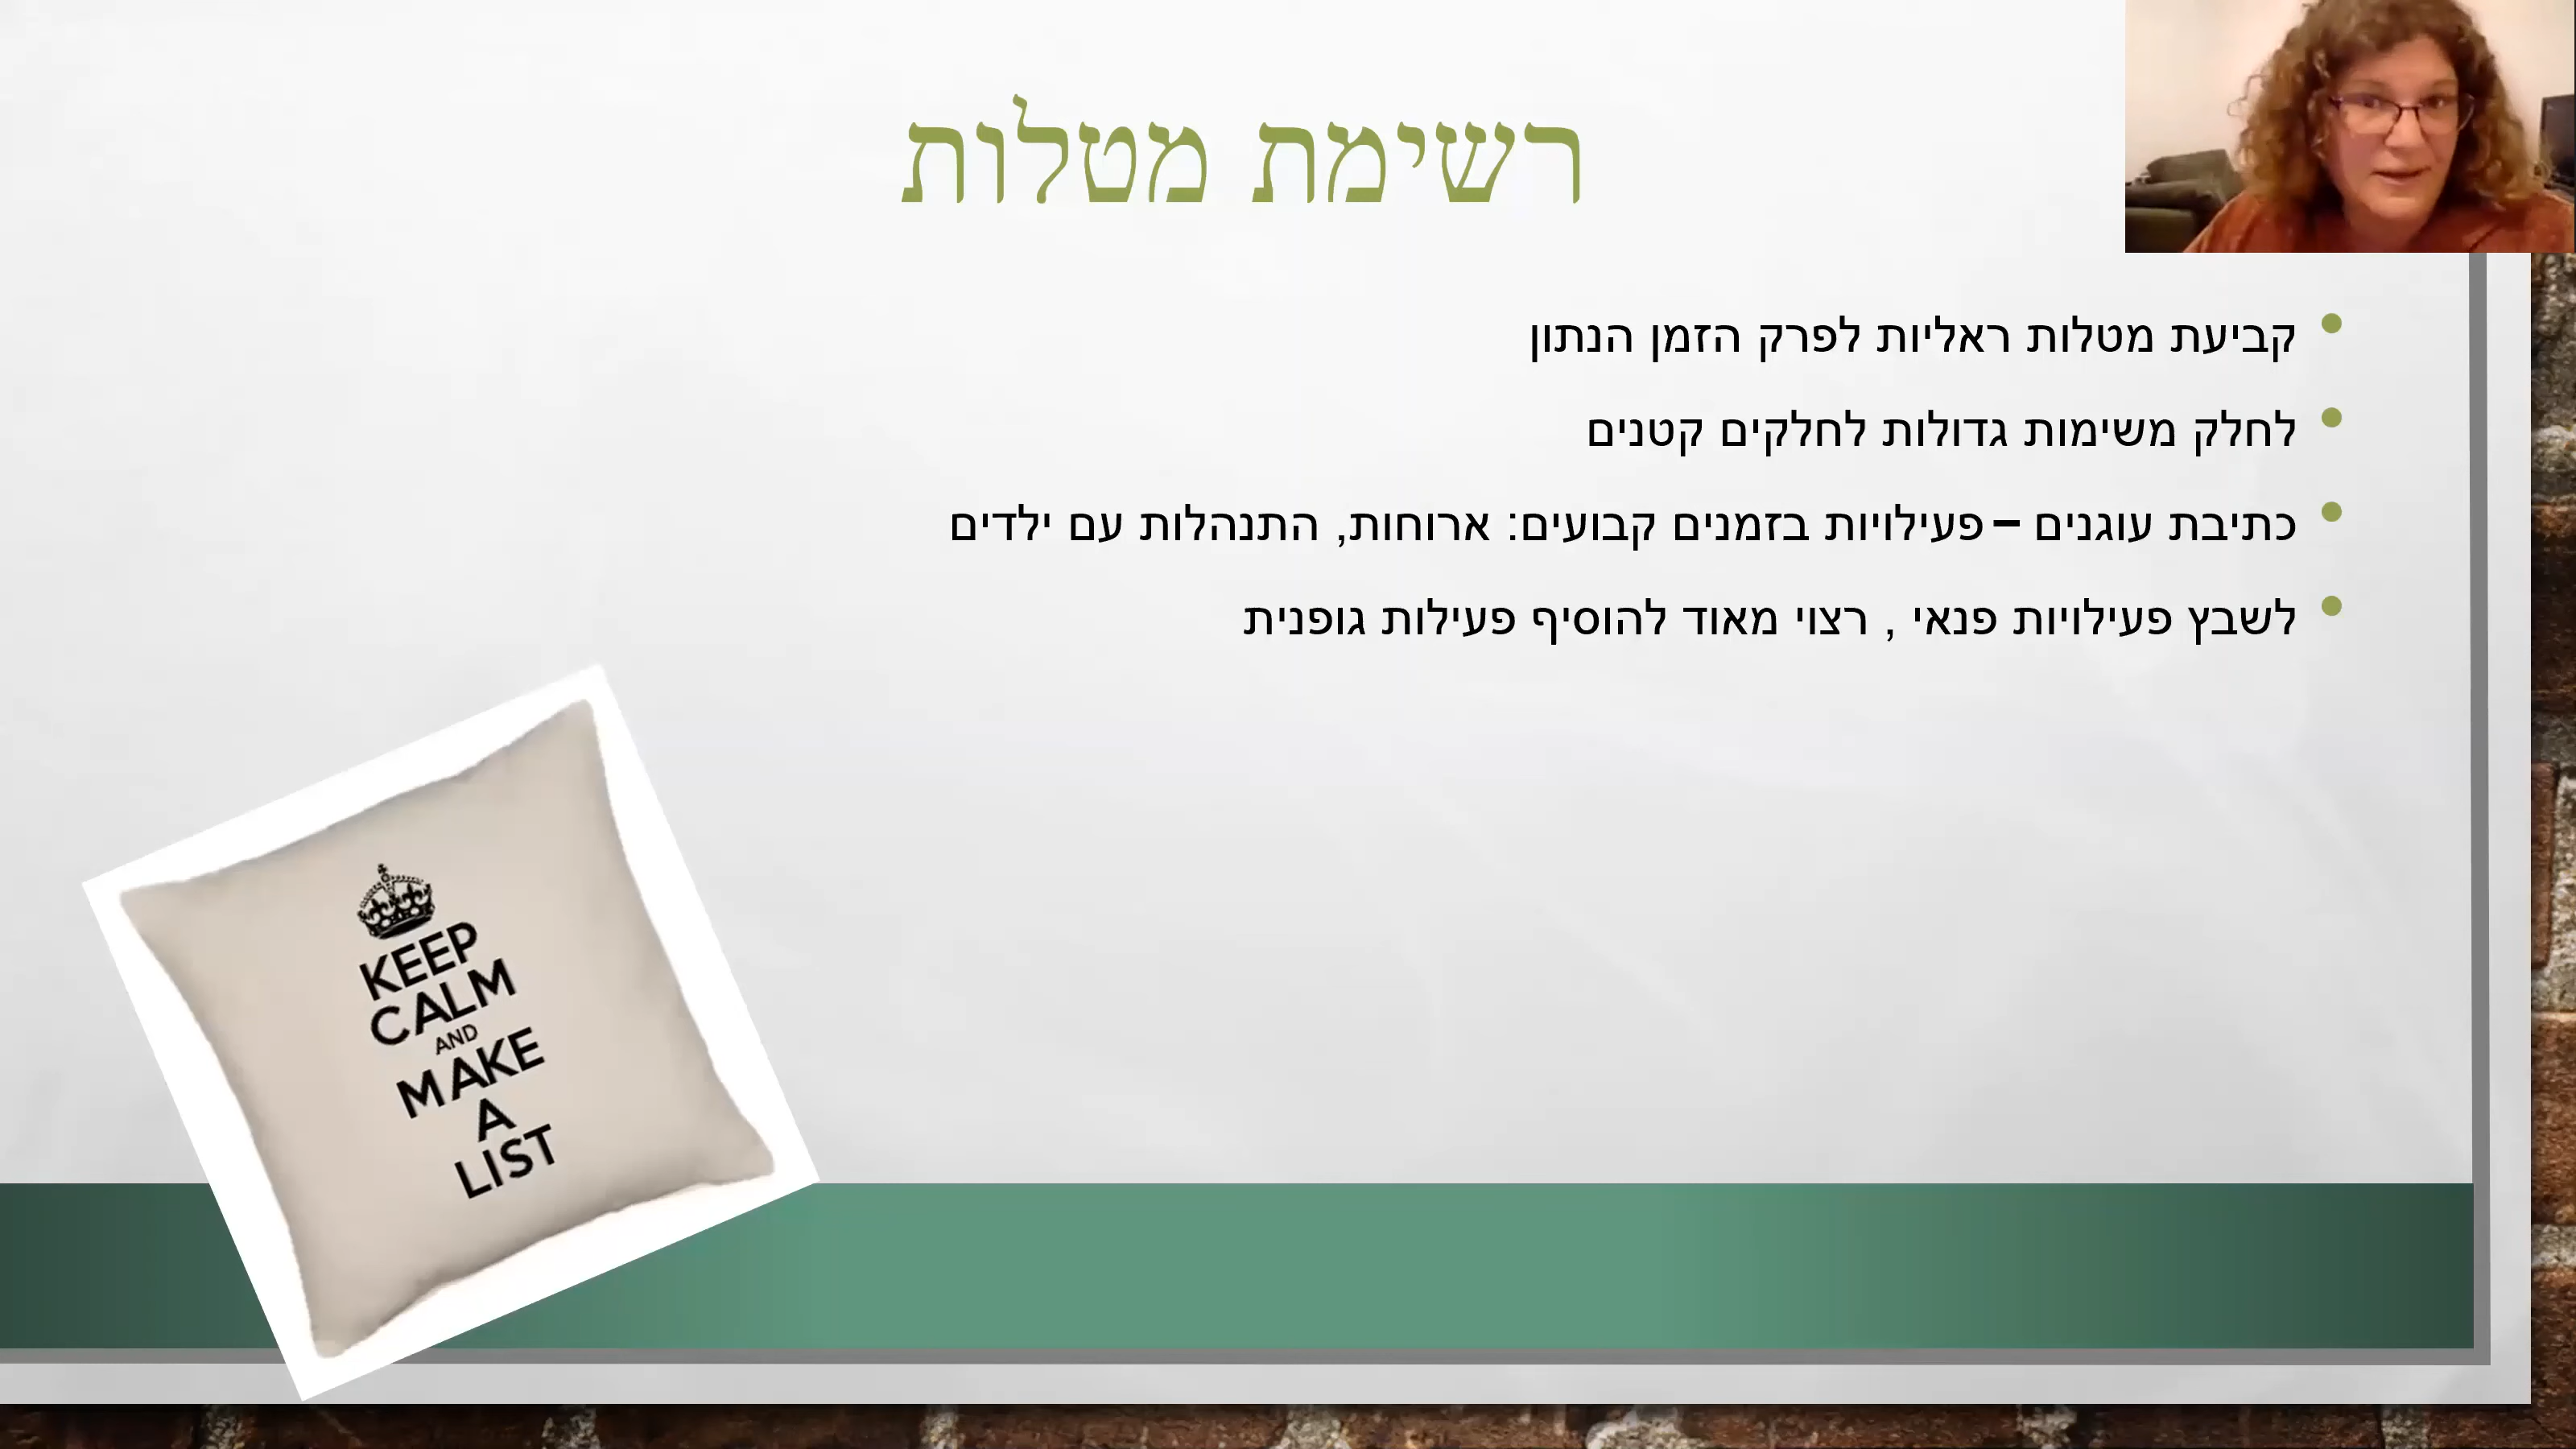 רשימת מטלות
קביעת מטלות ראליות לפרק הזמן הנתון
לחלק משימות גדולות לחלקים קטנים
כתיבת עוגנים – פעילויות בזמנים קבועים: ארוחות, התנהלות עם ילדים
לשבץ פעילויות פנאי , רצוי מאוד להוסיף פעילות גופנית
KEEP
CALM
AND
MAKE
A
LIST